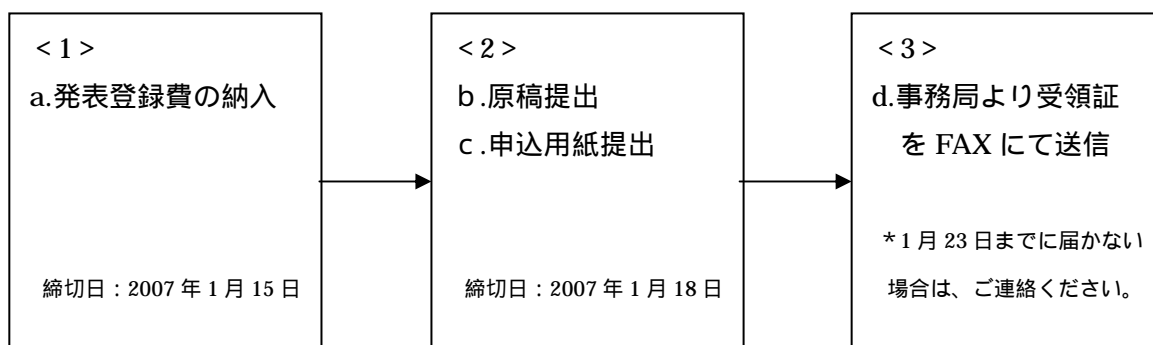 <1>
a.発表登録費の納入
締切日：2007年1月15日
<2>
ｂ.原稿提出
ｃ.申込用紙提出
締切日：2007年1月18日
<3>
d.事務局より受領証
をFAXにて送信
*1月23日までに届かない
場合は、ご連絡ください。